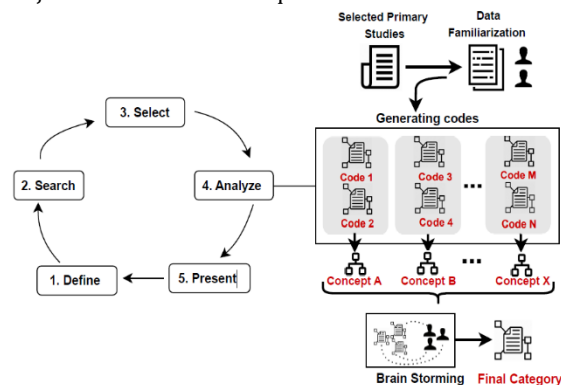 Selected Primary
Studies
Data
Familiarization
Generating codes
Code 1
Code 3
Code M
Code 2
Code 4
Code N
...
Concept A
Concept B
...
Concept X
Brain Storming
Final Category
3. Select
2. Search
4. Analyze
1. Define
5. Present